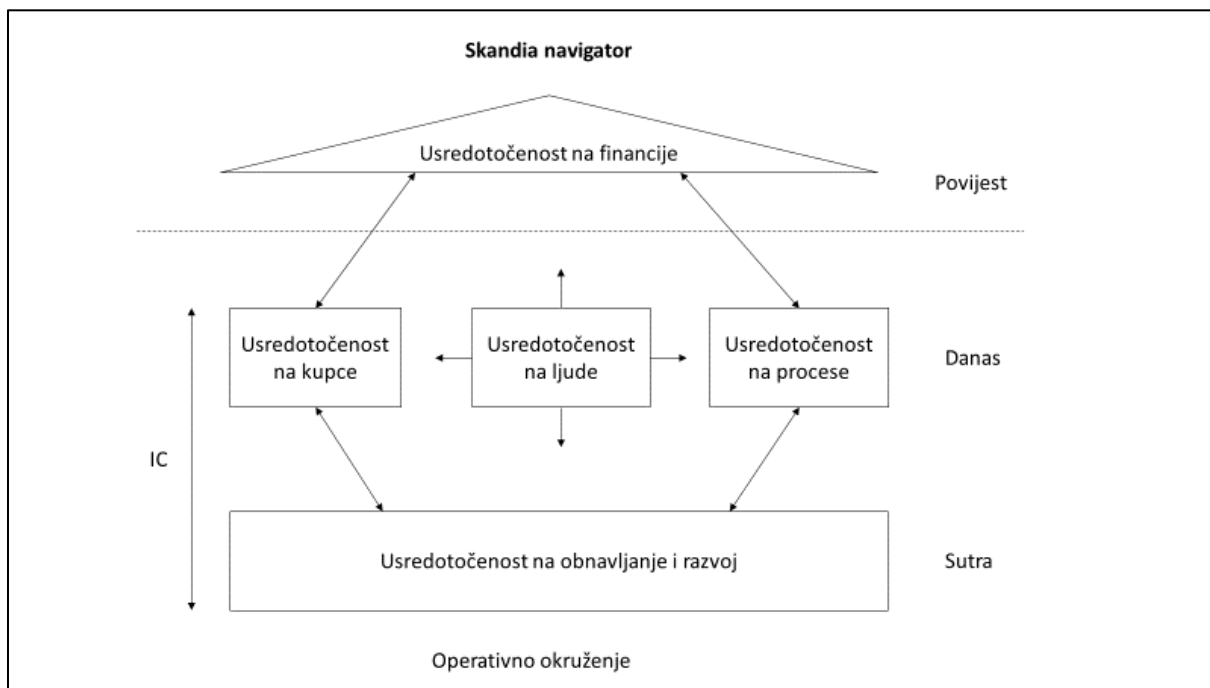 Skandia navigator
Usredotočenost na financije
Povijest
Usredotočenost
na kupce
Usredotočenost
na ljude
Usredotočenost
na procese
Danas
IC
Usredotočenost na obnavljanje i razvoj
Sutra
Operativno okruženje